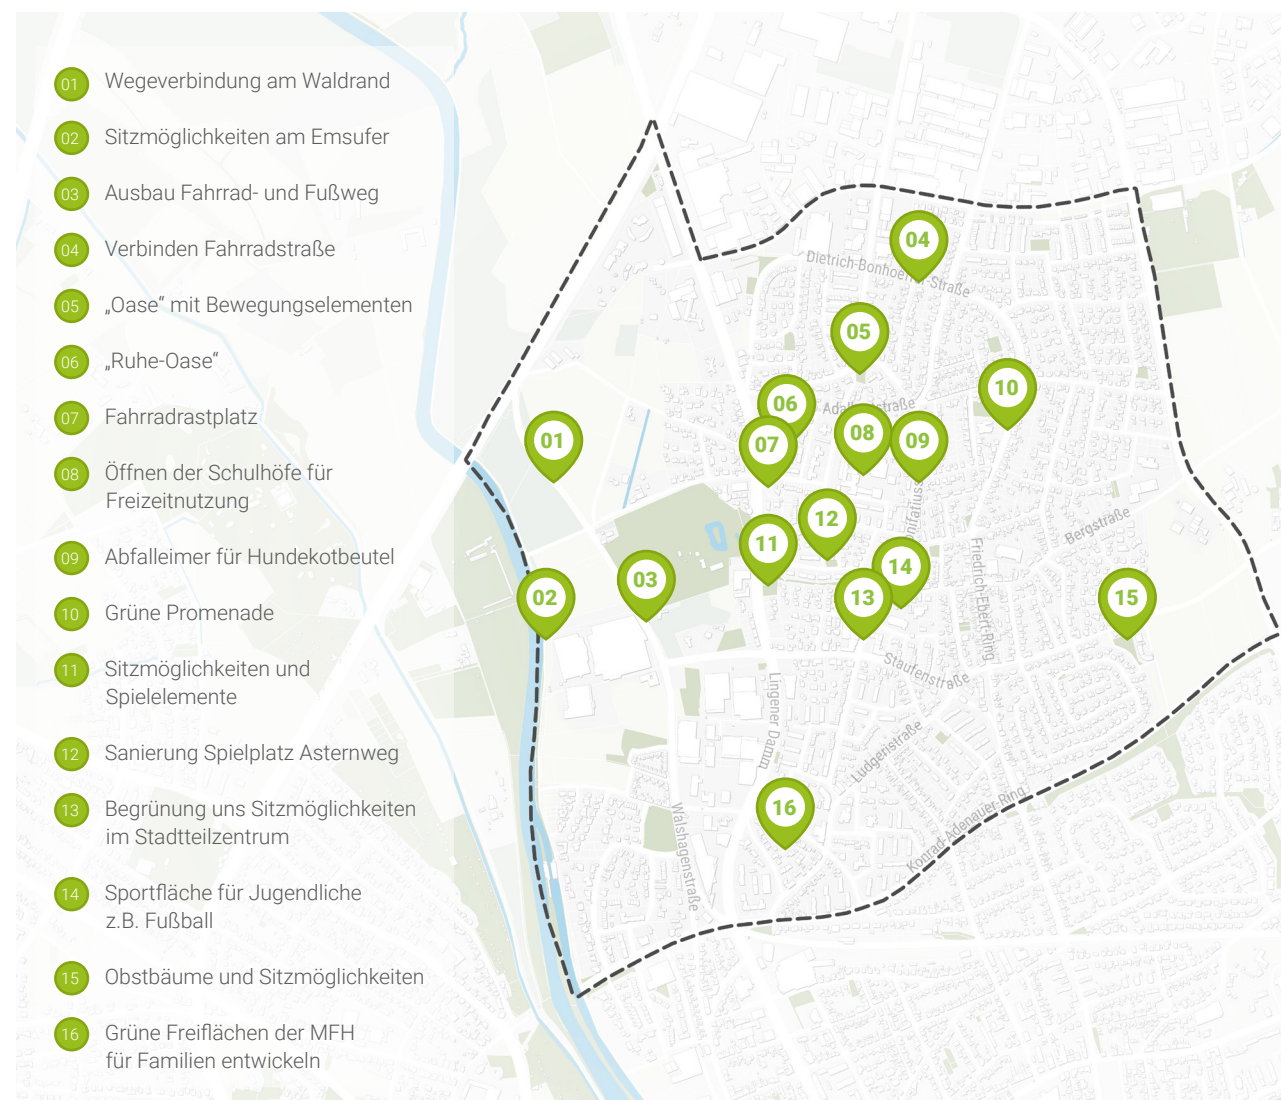 01 Wegeverbindung am Waldrand
02 Sitzmöglichkeiten am Emsufer
03 Ausbau Fahrrad- und Fußweg
04 Verbinden Fahrradstraße
05 „Oase“ mit Bewegungselementen
06 „Ruhe-Oase“
07 Fahrradrastplatz
08 Öffnen der Schulhöfe für
Freizeitnutzung
09 Abfalleimer für Hundekotbeutel
10 Grüne Promenade
11 Sitzmöglichkeiten und
Spielelemente
12 Sanierung Spielplatz Asternweg
13 Begrünung uns Sitzmöglichkeiten
im Stadtteilzentrum
14 Sportfläche für Jugendliche
z.B. Fußball
15 Obstbäume und Sitzmöglichkeiten
16 Grüne Freiflächen der MFH
für Familien entwickeln
04
05
10
06
08
09
01
07
12
11
14
03
02
13
15
16
Bergstraße
Friedrich-Ebert-Ring
Staufenstraße
Lingener Damm
Ludgeristraße
Walshagenstraße
Konrad-Adenauer-Ring